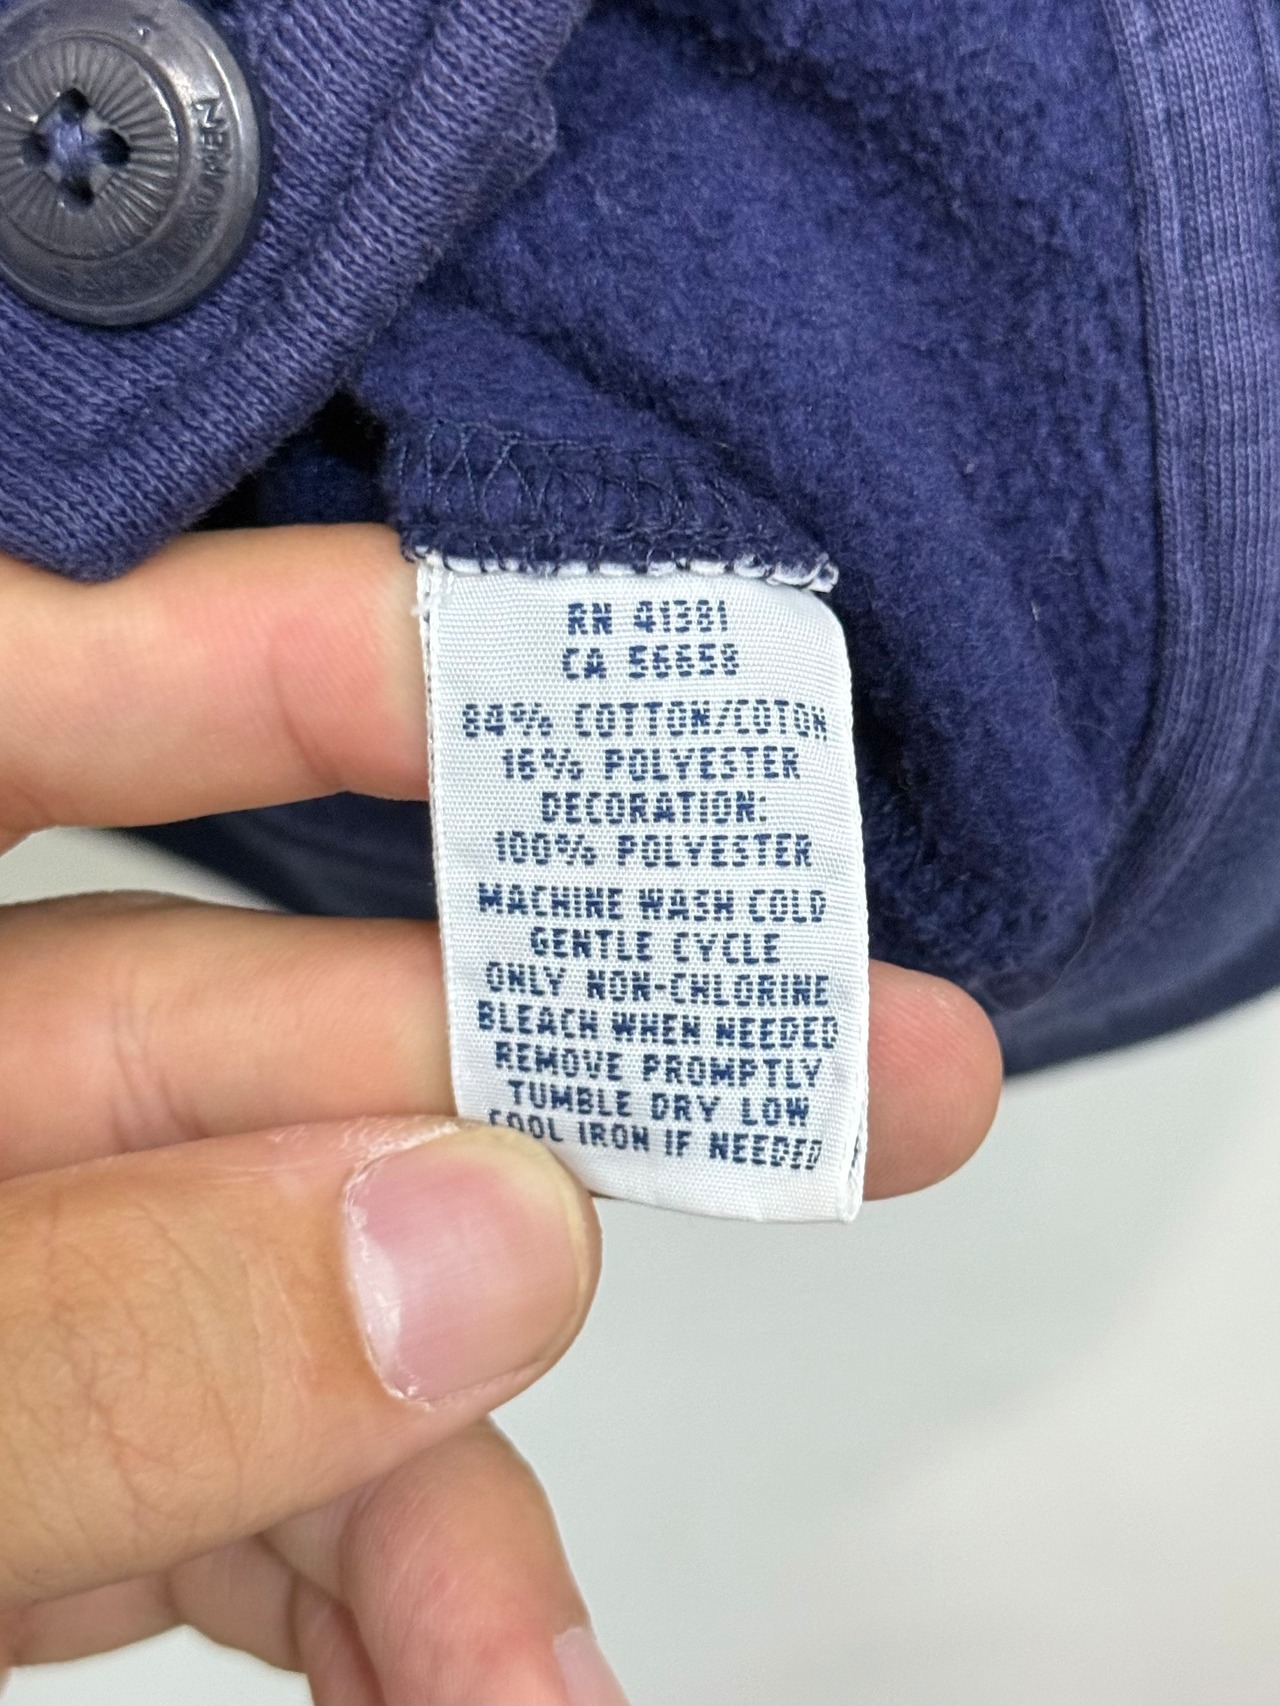 RN 41381
CA 56658
84% COTTON/COTON
16% POLYESTER
DECORATION:
100% POLYESTER
MACHINE WASH COLD
GENTLE CYCLE
ONLY NON-CHLORINE
BLEACH WHEN NEEDED
REMOVE PROMPTLY
TUMBLE DRY LOW
COOL IRON IF NEEDED